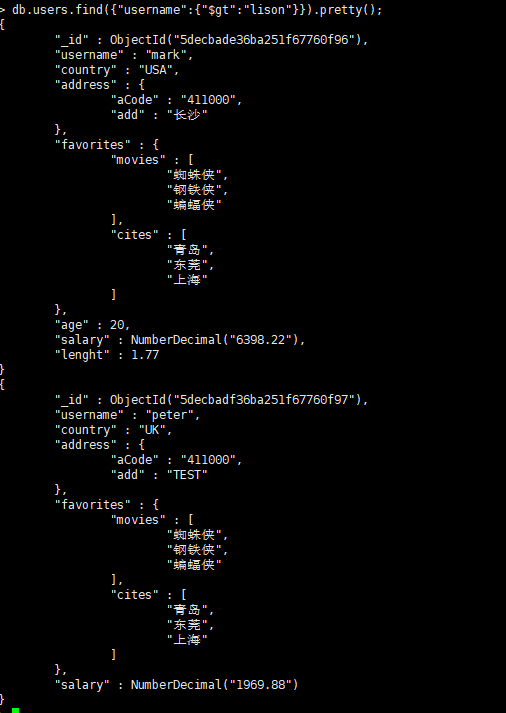 > db.users.find({"username":{"$gt":"lison"}}).pretty();
{
        "_id" : ObjectId("5decbade36ba251f67760f96"),
        "username" : "mark",
        "country" : "USA",
        "address" : {
                "aCode" : "411000",
                "add" : "长沙"
        },
        "favorites" : {
                "movies" : [
                        "蜘蛛侠",
                        "钢铁侠",
                        "蝙蝠侠"
                ],
                "cites" : [
                        "青岛",
                        "东莞",
                        "上海"
                ]
        },
        "age" : 20,
        "salary" : NumberDecimal("6398.22"),
        "lenght" : 1.77
}
{
        "_id" : ObjectId("5decbadf36ba251f67760f97"),
        "username" : "peter",
        "country" : "UK",
        "address" : {
                "aCode" : "411000",
                "add" : "TEST"
        },
        "favorites" : {
                "movies" : [
                        "蜘蛛侠",
                        "钢铁侠",
                        "蝙蝠侠"
                ],
                "cites" : [
                        "青岛",
                        "东莞",
                        "上海"
                ]
        },
        "salary" : NumberDecimal("1969.88")
}